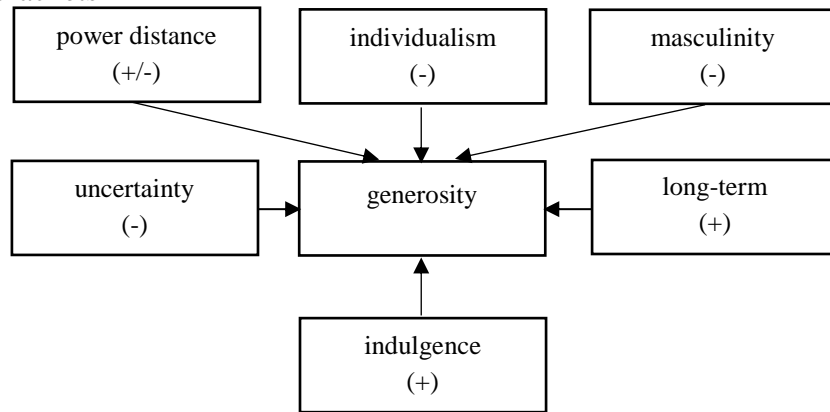 power distance
(+/-)
individualism
(-)
masculinity
(-)
uncertainty
(-)
generosity
long-term
(+)
indulgence
(+)